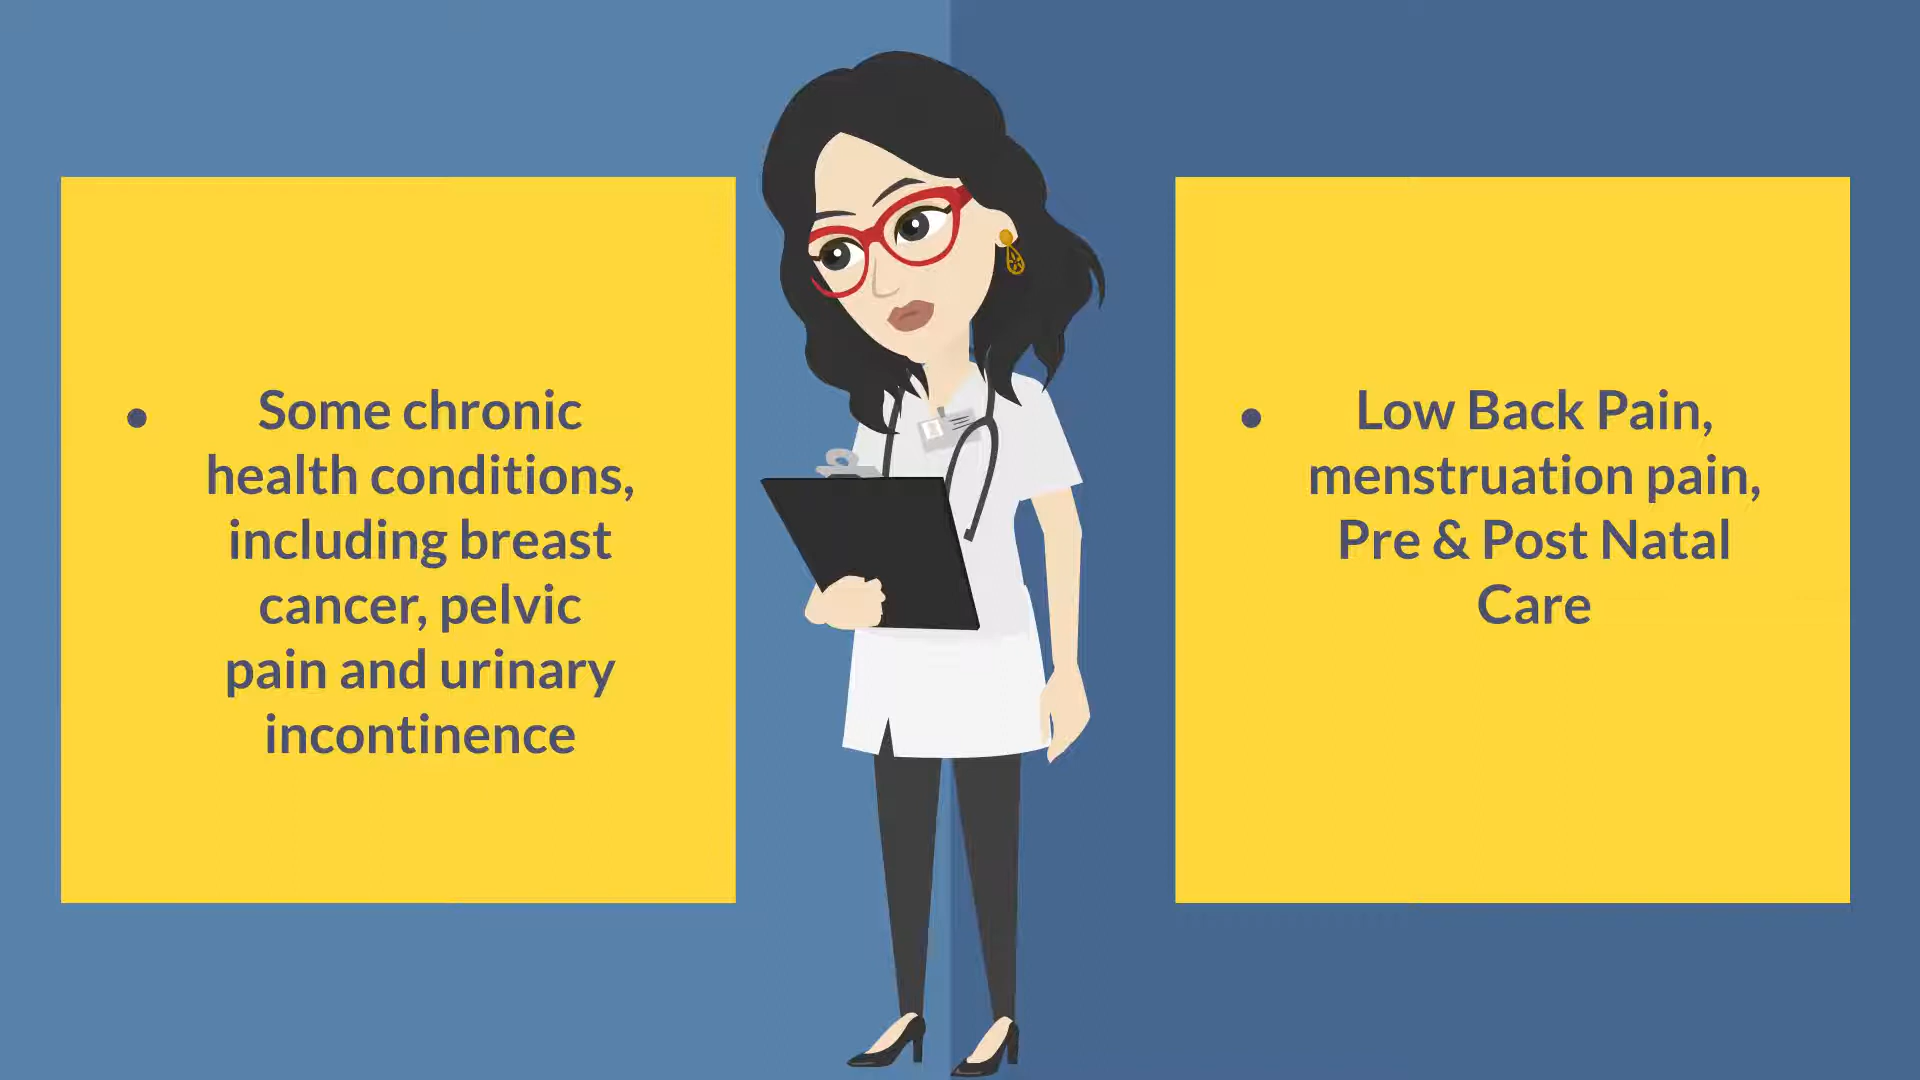 • Some chronic
health conditions,
including breast
cancer, pelvic
pain and urinary
incontinence
• Low Back Pain,
menstruation pain,
Pre & Post Natal
Care